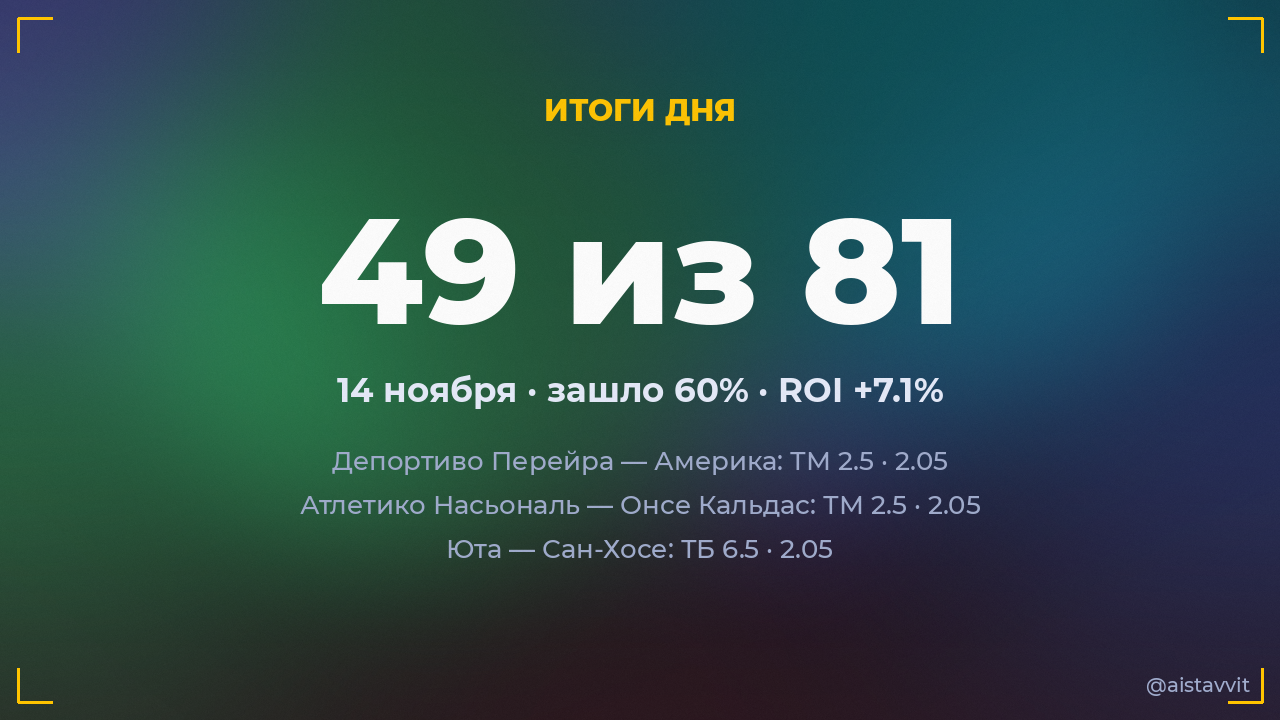 ИТОГИ ДНЯ
49 из 81
14 ноября · зашло 60% · ROI +7.1%
Депортиво Перейра — Америка: ТМ 2.5 · 2.05
Атлетико Насьональ — Онсе Кальдас: ТМ 2.5 · 2.05
Юта — Сан-Хосе: ТБ 6.5 · 2.05
@aistavvit